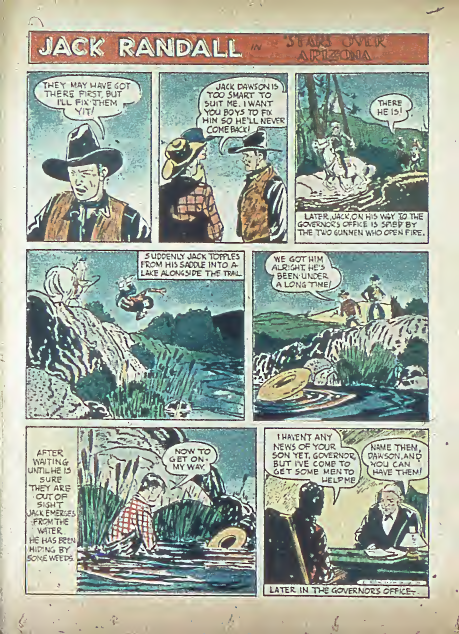 JACK RANDALL IN STARS OVER
ARIZONA
THEY MAY HAVE GOT
THERE FIRST, BUT
I'LL FIX THEM
YIT!
JACK DAWSON IS
TOO SMART TO
SUIT ME. I WANT
YOU BOYS TO FIX
HIM SO HE'LL NEVER
COME BACK!
THERE
HE IS!
LATER, JACK, ON HIS WAY TO THE
GOVERNOR'S OFFICE IS SPIED BY
THE TWO GUNMEN WHO OPEN FIRE.
SUDDENLY JACK TOPPLES
FROM HIS SADDLE INTO A
LAKE ALONGSIDE THE TRAIL.
WE GOT HIM
ALRIGHT, HE'S
BEEN UNDER
A LONG TIME!
AFTER
WAITING
UNTIL HE IS
SURE
THEY ARE
OUT OF
SIGHT
JACK EMERGES
FROM THE
WATER.
HE HAS BEEN
HIDING BY
SOME WEEDS.
NOW TO
GET ON
MY WAY.
I HAVEN'T ANY
NEWS OF YOUR
SON YET, GOVERNOR,
BUT I'VE COME TO
GET SOME MEN TO
HELP ME!
NAME THEM,
DAWSON, AND
YOU CAN
HAVE THEM!
LATER IN THE GOVERNOR'S OFFICE-